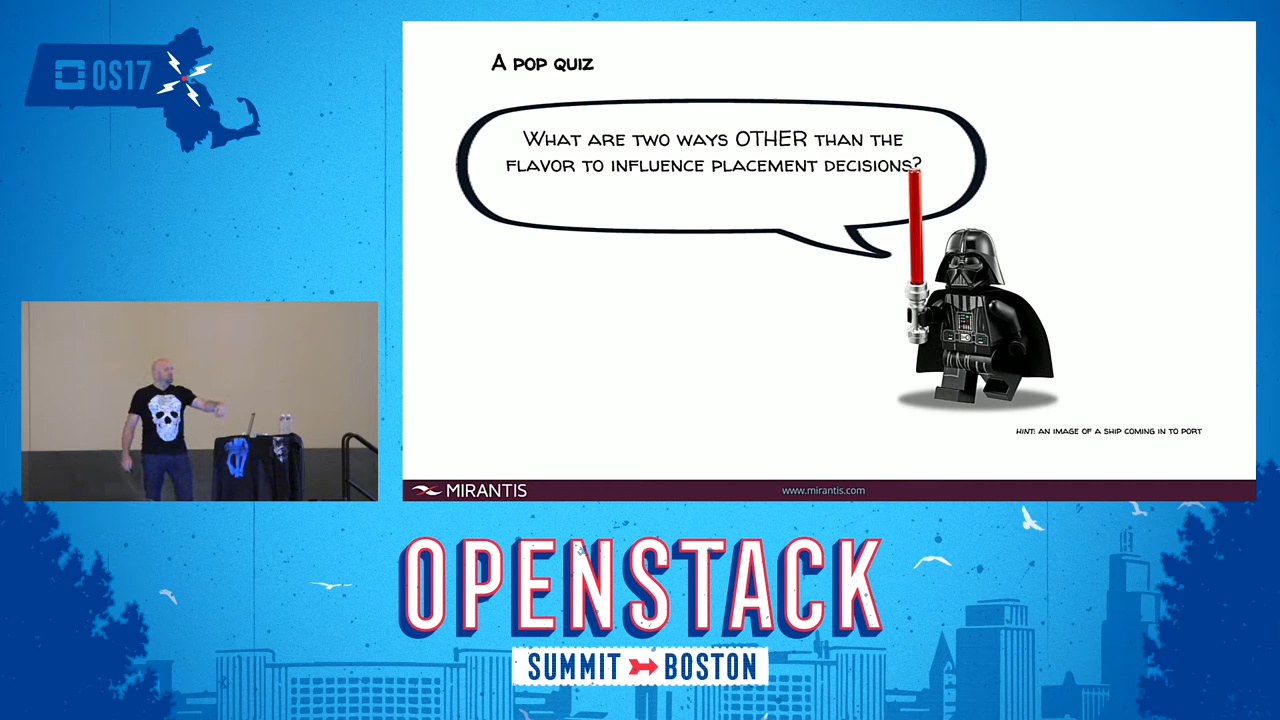 OS17
A POP QUIZ
WHAT ARE TWO WAYS OTHER THAN THE
FLAVOR TO INFLUENCE PLACEMENT DECISIONS?
HINT: AN IMAGE OF A SHIP COMING IN TO PORT
MIRANTIS
www.mirantis.com
OPENSTACK
SUMMIT BOSTON